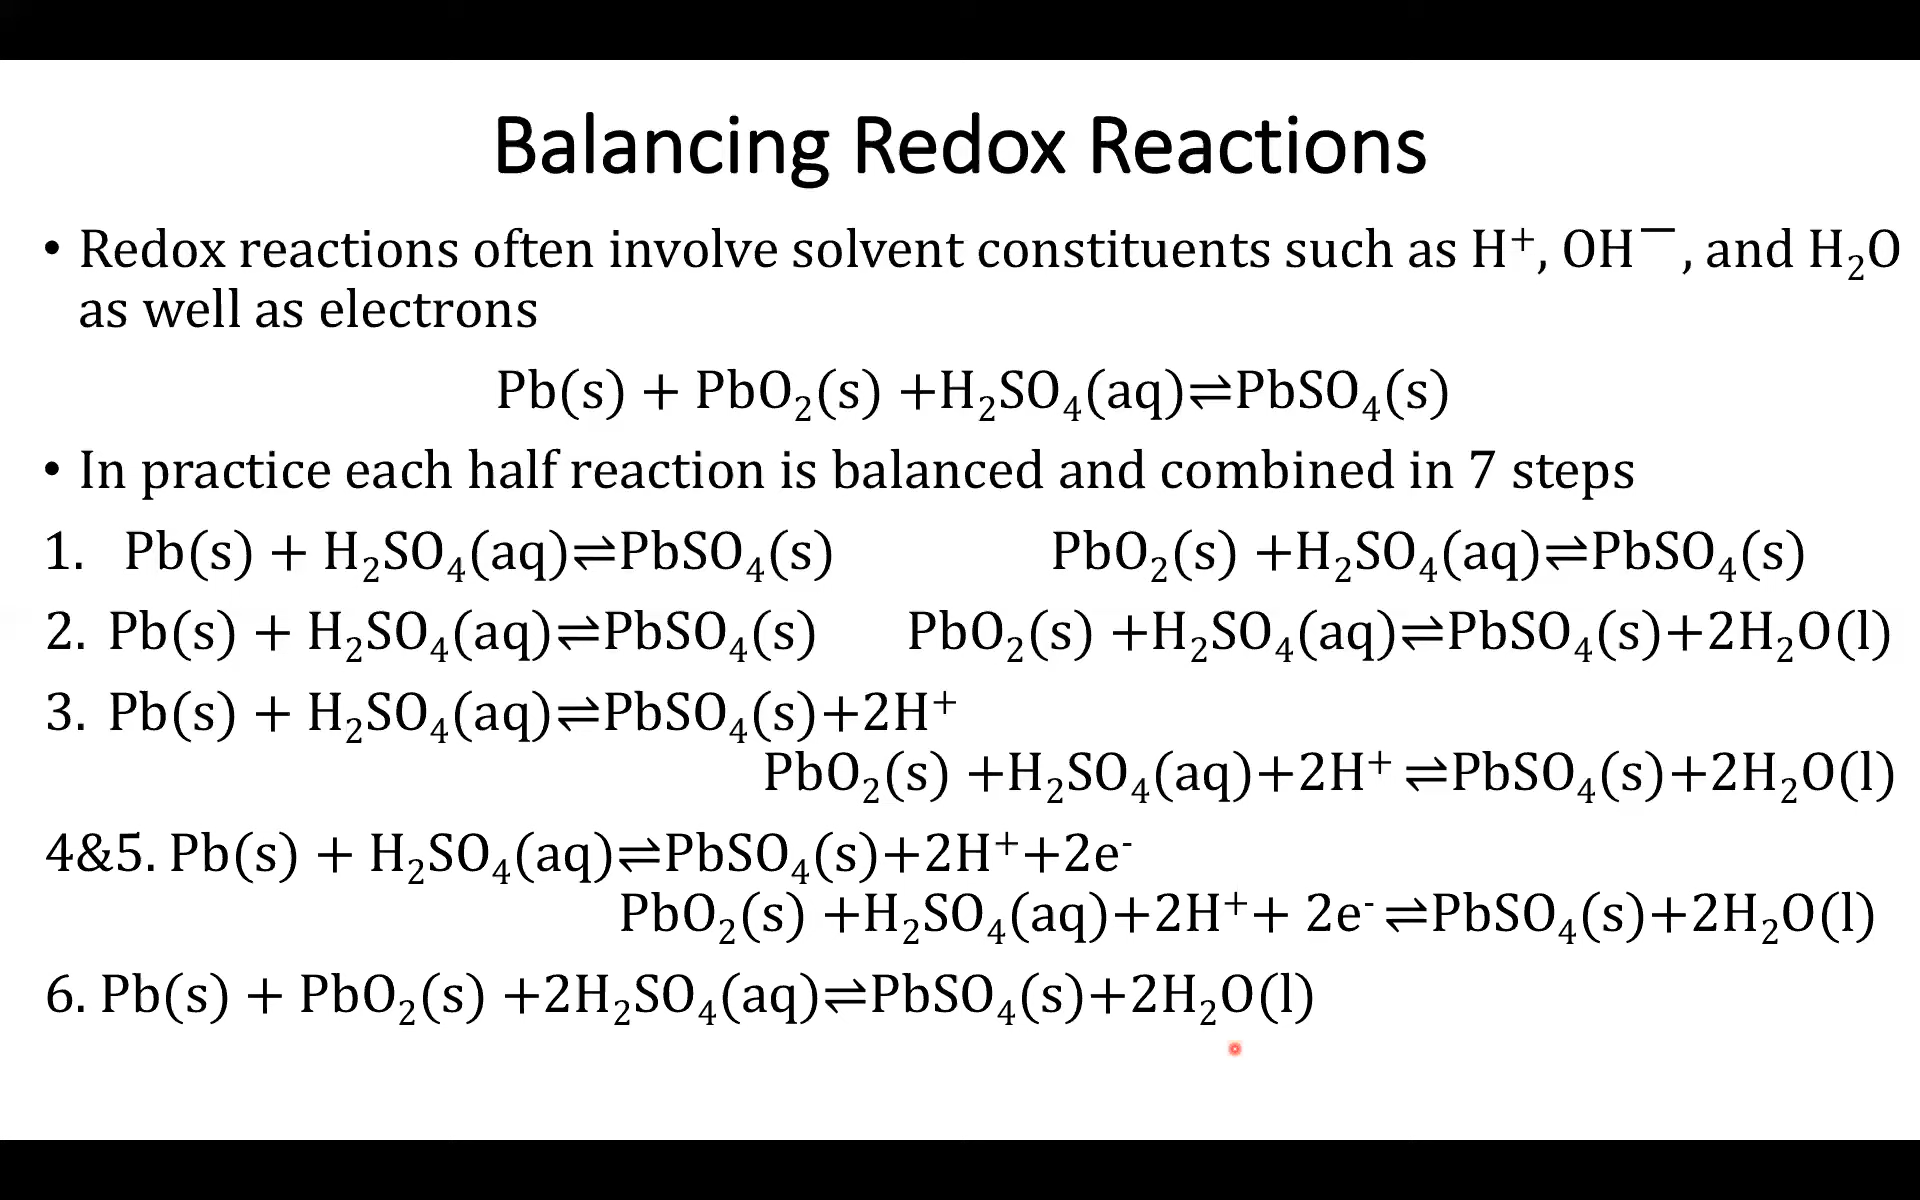 Balancing Redox Reactions
• Redox reactions often involve solvent constituents such as H⁺, OH⁻, and H₂O
as well as electrons
Pb(s) + PbO₂(s) +H₂SO₄(aq)⇌PbSO₄(s)
• In practice each half reaction is balanced and combined in 7 steps
1. Pb(s) + H₂SO₄(aq)⇌PbSO₄(s) PbO₂(s) +H₂SO₄(aq)⇌PbSO₄(s)
2. Pb(s) + H₂SO₄(aq)⇌PbSO₄(s) PbO₂(s) +H₂SO₄(aq)⇌PbSO₄(s)+2H₂O(l)
3. Pb(s) + H₂SO₄(aq)⇌PbSO₄(s)+2H⁺
PbO₂(s) +H₂SO₄(aq)+2H⁺ ⇌PbSO₄(s)+2H₂O(l)
4&5. Pb(s) + H₂SO₄(aq)⇌PbSO₄(s)+2H⁺+2e⁻
PbO₂(s) +H₂SO₄(aq)+2H⁺+ 2e⁻ ⇌PbSO₄(s)+2H₂O(l)
6. Pb(s) + PbO₂(s) +2H₂SO₄(aq)⇌PbSO₄(s)+2H₂O(l)